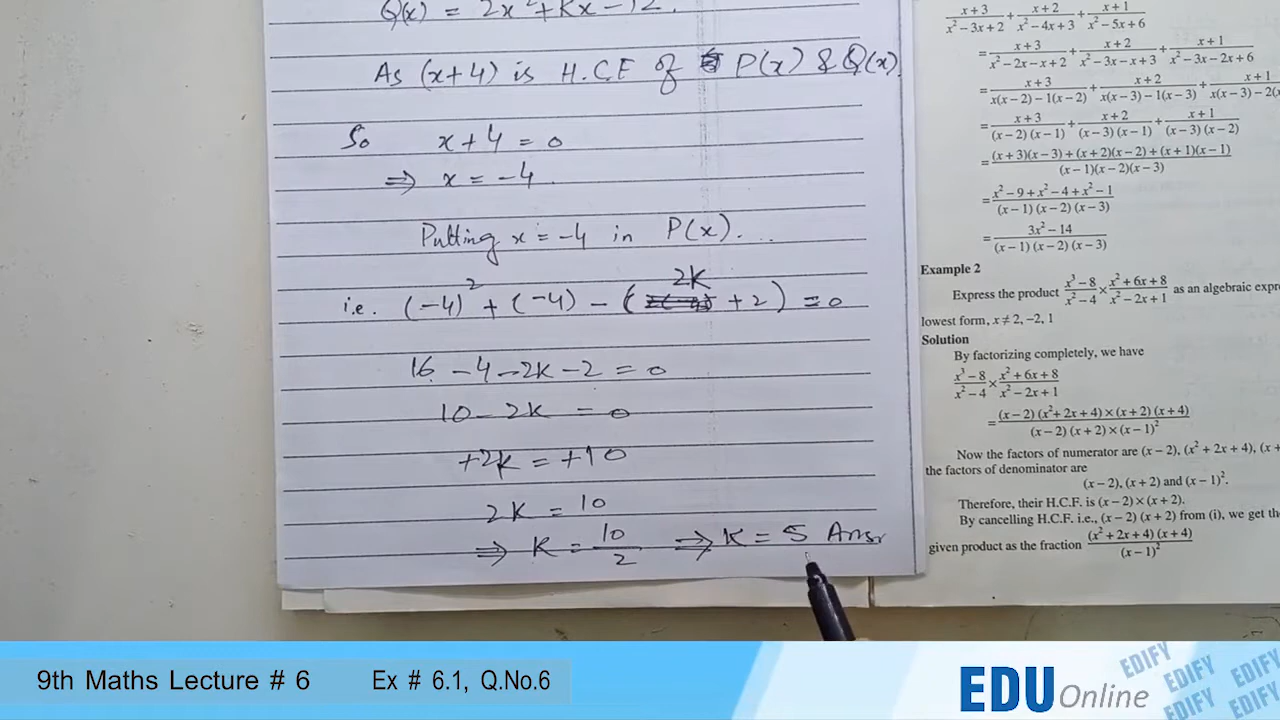 Q(x) = 2x² + Kx - 12.
As (x+4) is H.C.F of P(x) & Q(x).
So x + 4 = 0
⇒ x = -4
Putting x = -4 in P(x). ...
2K
i.e. (-4)² + (-4) - ( + 2) = 0
16 - 4 - 2K - 2 = 0
10 - 2K = 0
+2K = +10
2K = 10
⇒ K = 10/2 ⇒ K = 5 Ansr
(x+3)/(x²-3x+2) + (x+2)/(x²-4x+3) + (x+1)/(x²-5x+6)
= (x+3)/(x²-2x-x+2) + (x+2)/(x²-3x-x+3) + (x+1)/(x²-3x-2x+6)
= (x+3)/(x(x-2)-1(x-2)) + (x+2)/(x(x-3)-1(x-3)) + (x+1)/(x(x-3)-2(x
= (x+3)/((x-2)(x-1)) + (x+2)/((x-3)(x-1)) + (x+1)/((x-3)(x-2))
= ((x+3)(x-3)+(x+2)(x-2)+(x+1)(x-1))/((x-1)(x-2)(x-3))
= (x²-9+x²-4+x²-1)/((x-1)(x-2)(x-3))
= (3x²-14)/((x-1)(x-2)(x-3))
Example 2
Express the product (x³-8)/(x²-4) × (x²+6x+8)/(x²-2x+1) as an algebraic expre
lowest form, x ≠ 2, -2, 1
Solution
By factorizing completely, we have
(x³-8)/(x²-4) × (x²+6x+8)/(x²-2x+1)
= ((x-2)(x²+2x+4)×(x+2)(x+4))/((x-2)(x+2)×(x-1)²)
Now the factors of numerator are (x-2), (x²+2x+4), (x+
the factors of denominator are
(x-2), (x+2) and (x-1)².
Therefore, their H.C.F. is (x-2)×(x+2).
By cancelling H.C.F. i.e., (x-2)(x+2) from (i), we get the
given product as the fraction ((x²+2x+4)(x+4))/((x-1)²)
9th Maths Lecture # 6 Ex # 6.1, Q.No.6
EDU Online
EDIFY EDIFY EDIFY EDIFY EDIFY EDIFY